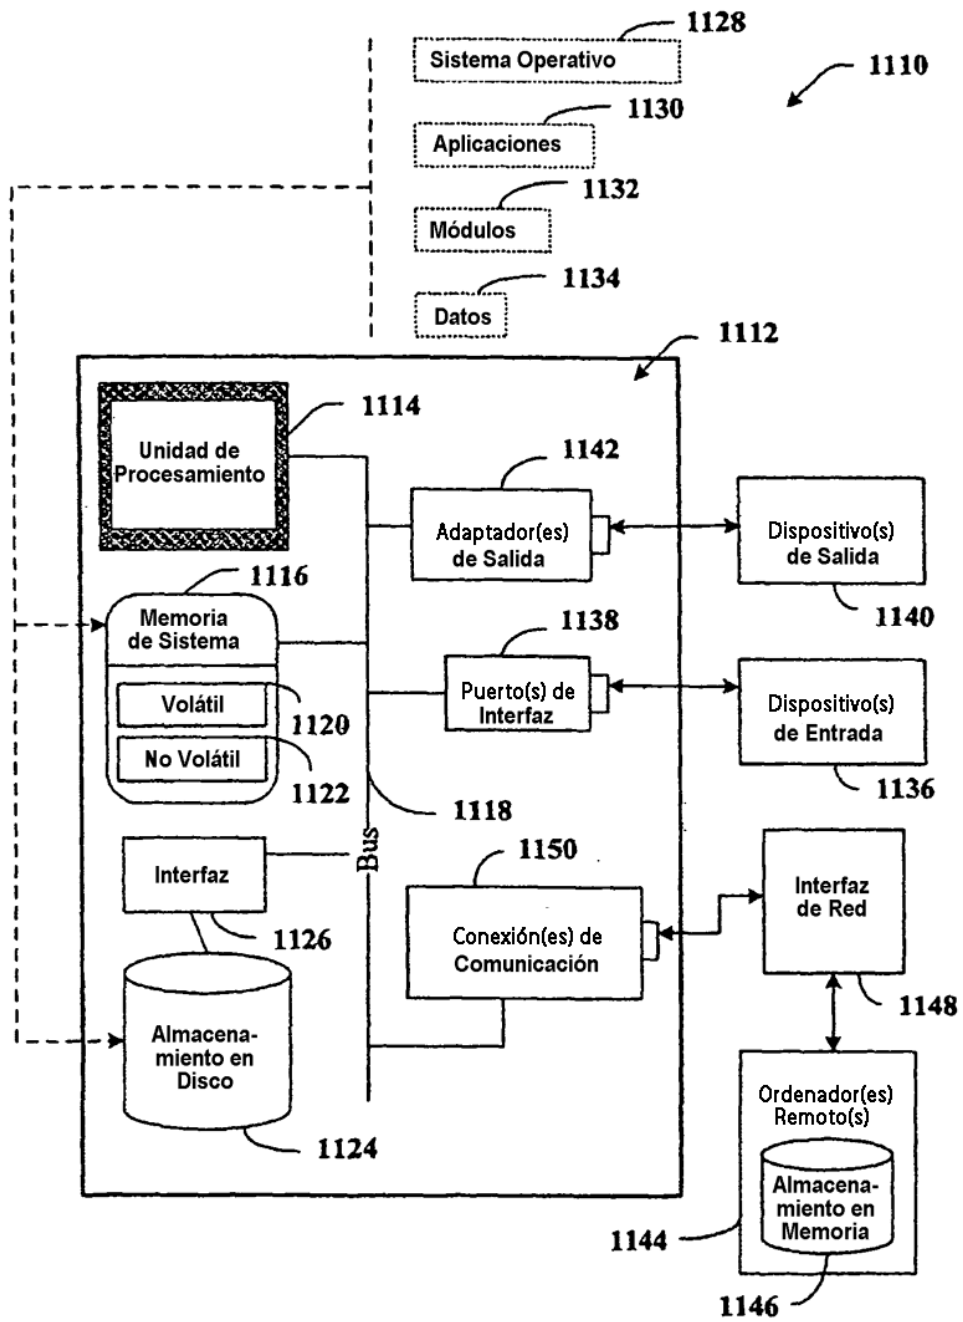 1128
Sistema Operativo
1110
1130
Aplicaciones
1132
Módulos
1134
Datos
1112
1114
Unidad de
Procesamiento
1142
Adaptador(es)
de Salida
Dispositivo(s)
de Salida
1140
1116
Memoria
de Sistema
1138
Puerto(s) de
Interfaz
Dispositivo(s)
de Entrada
1136
Volátil
1120
No Volátil
1122
1118
Bus
1150
Interfaz
1126
Conexión(es) de
Comunicación
Interfaz
de Red
1148
Almacena-
miento en
Disco
1124
Ordenador(es)
Remoto(s)
Almacena-
miento en
Memoria
1144
1146